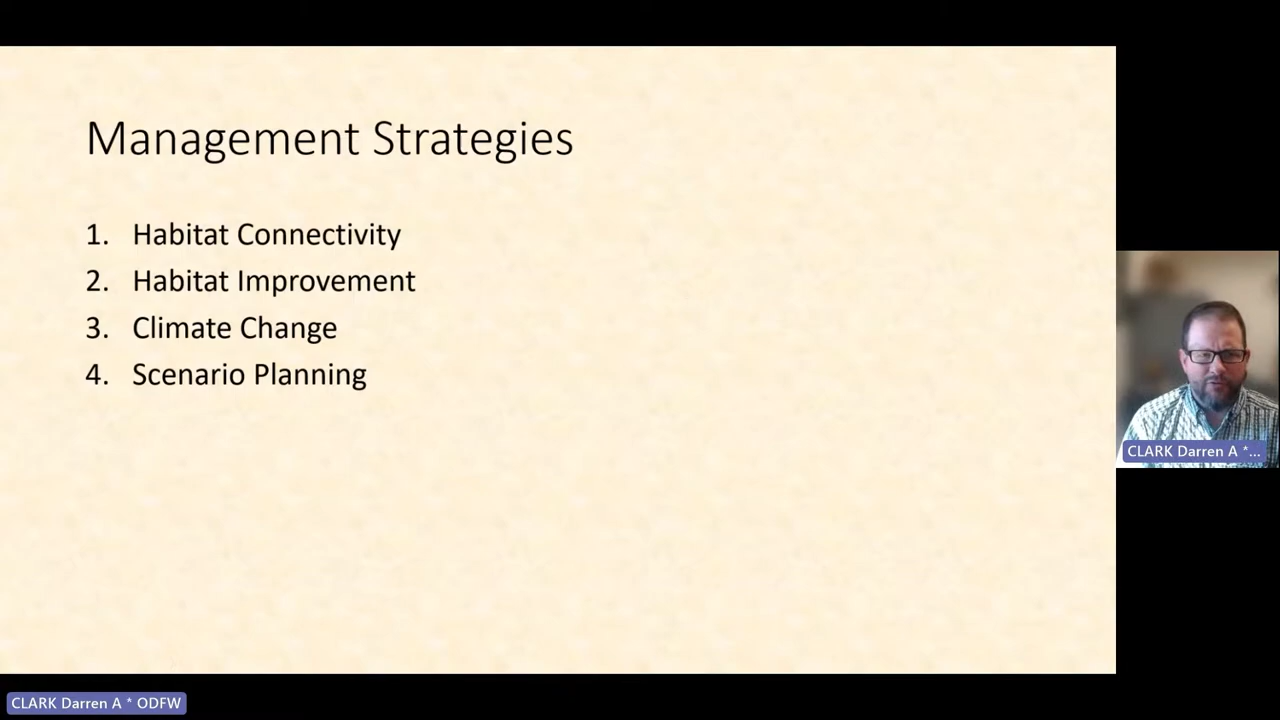 Management Strategies
1. Habitat Connectivity
2. Habitat Improvement
3. Climate Change
4. Scenario Planning
CLARK Darren A *...
CLARK Darren A * ODFW